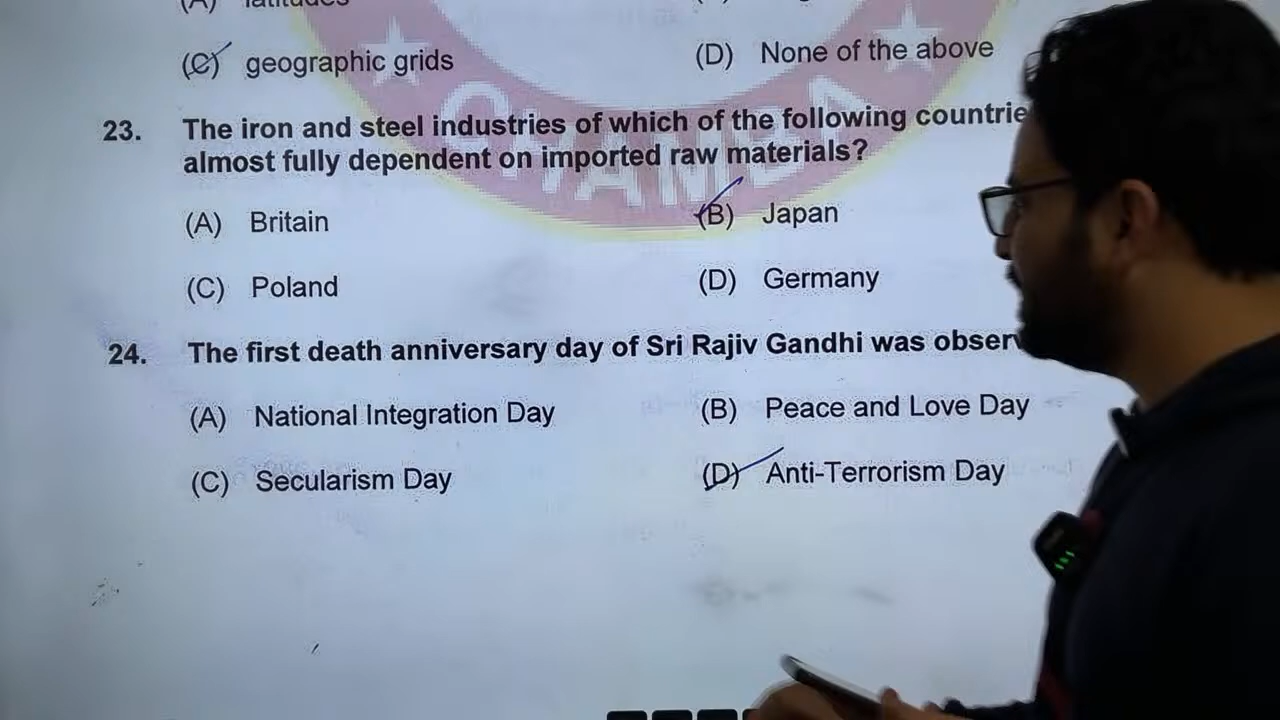 (A) latitudes
(C) geographic grids
(D) None of the above
23. The iron and steel industries of which of the following
almost fully dependent on imported raw materials?
(A) Britain
(B) Japan
(C) Poland
(D) Germany
24. The first death anniversary day of Sri Rajiv Gandhi was
(A) National Integration Day
(B) Peace and Love Day
(C) Secularism Day
(D) Anti-Terrorism Day
CHAMBA